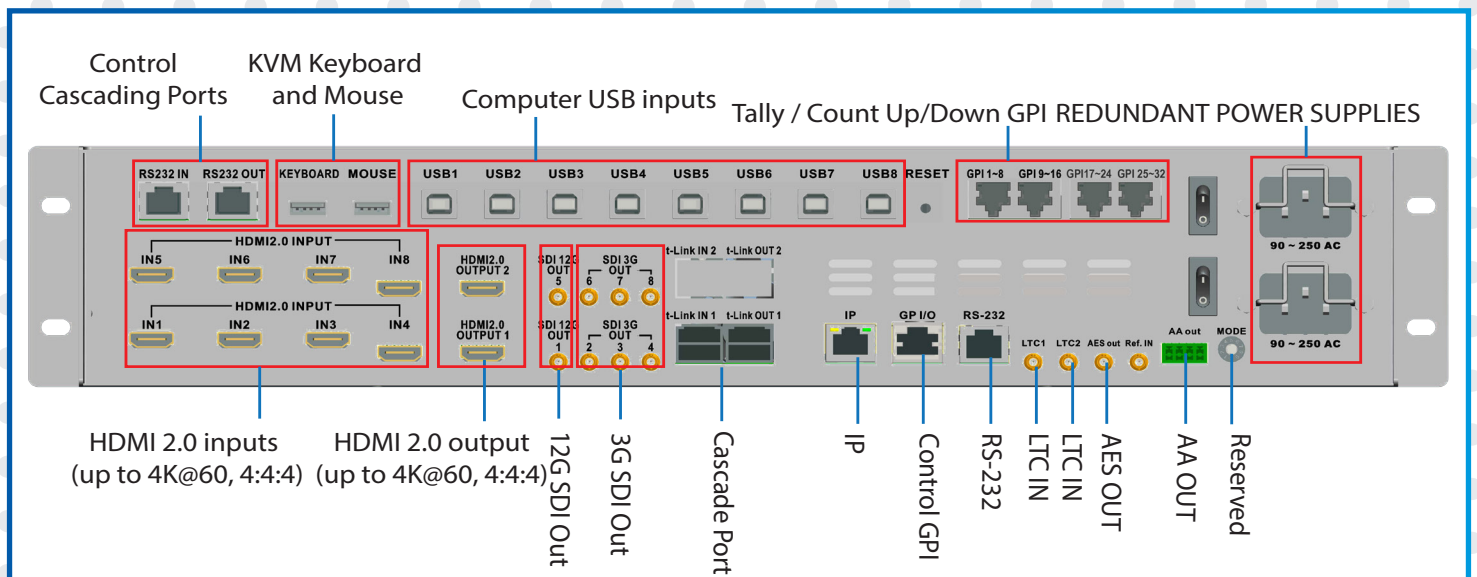 Control
Cascading Ports
KVM Keyboard
and Mouse
Computer USB inputs
Tally / Count Up/Down GPI
REDUNDANT POWER SUPPLIES
RS232 IN
RS232 OUT
KEYBOARD
MOUSE
USB1
USB2
USB3
USB4
USB5
USB6
USB7
USB8
RESET
GPI 1~8
GPI 9~16
GPI17~24
GPI 25~32
90 ~ 250 AC
HDMI2.0 INPUT
IN5
IN6
IN7
IN8
HDMI2.0
OUTPUT 2
SDI 12G
OUT
5
SDI 3G
OUT
6
7
8
t-Link IN 2
t-Link OUT 2
HDMI2.0 INPUT
IN1
IN2
IN3
IN4
HDMI2.0
OUTPUT 1
SDI 12G
OUT
1
SDI 3G
OUT
2
3
4
t-Link IN 1
t-Link OUT 1
IP
GP I/O
RS-232
LTC1
LTC2
AES out
Ref. IN
AA out
MODE
90 ~ 250 AC
HDMI 2.0 inputs
(up to 4K@60, 4:4:4)
HDMI 2.0 output
(up to 4K@60, 4:4:4)
12G SDI Out
3G SDI Out
Cascade Port
IP
Control GPI
RS-232
LTC IN
LTC IN
AES OUT
AA OUT
Reserved